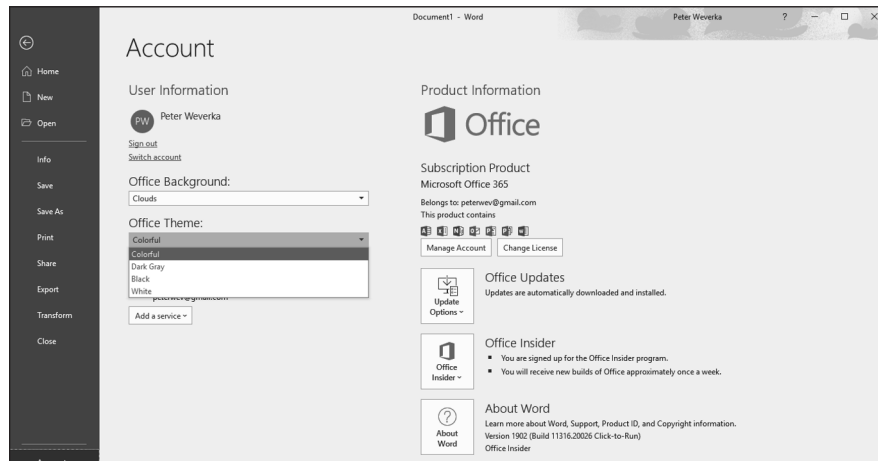 Document1 - Word
Peter Weverka
?
Home
New
Open
Info
Save
Save As
Print
Share
Export
Transform
Close
Account
User Information
PW
Peter Weverka
Sign out
Switch account
Office Background:
Clouds
Office Theme:
Colorful
Colorful
Dark Gray
Black
White
peterwev@gmail.com
Add a service
Product Information
Office
Subscription Product
Microsoft Office 365
Belongs to: peterwev@gmail.com
This product contains
Manage Account
Change License
Update
Options
Office Updates
Updates are automatically downloaded and installed.
Office
Insider
Office Insider
You are signed up for the Office Insider program.
You will receive new builds of Office approximately once a week.
About
Word
About Word
Learn more about Word, Support, Product ID, and Copyright information.
Version 1902 (Build 11316.20026 Click-to-Run)
Office Insider